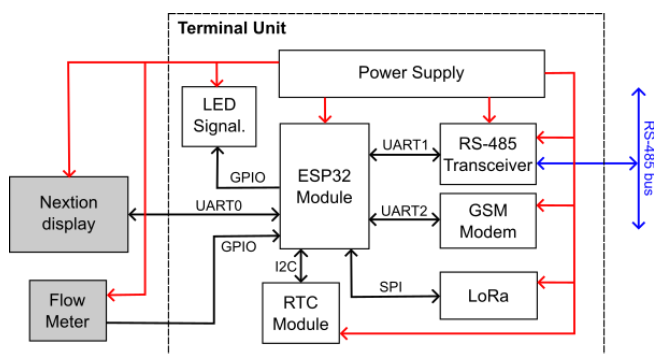 Terminal Unit
Power Supply
LED
Signal.
ESP32
Module
UART1
RS-485
Transceiver
RS-485 bus
GPIO
Nextion
display
UART0
UART2
GSM
Modem
GPIO
I2C
Flow
Meter
RTC
Module
SPI
LoRa